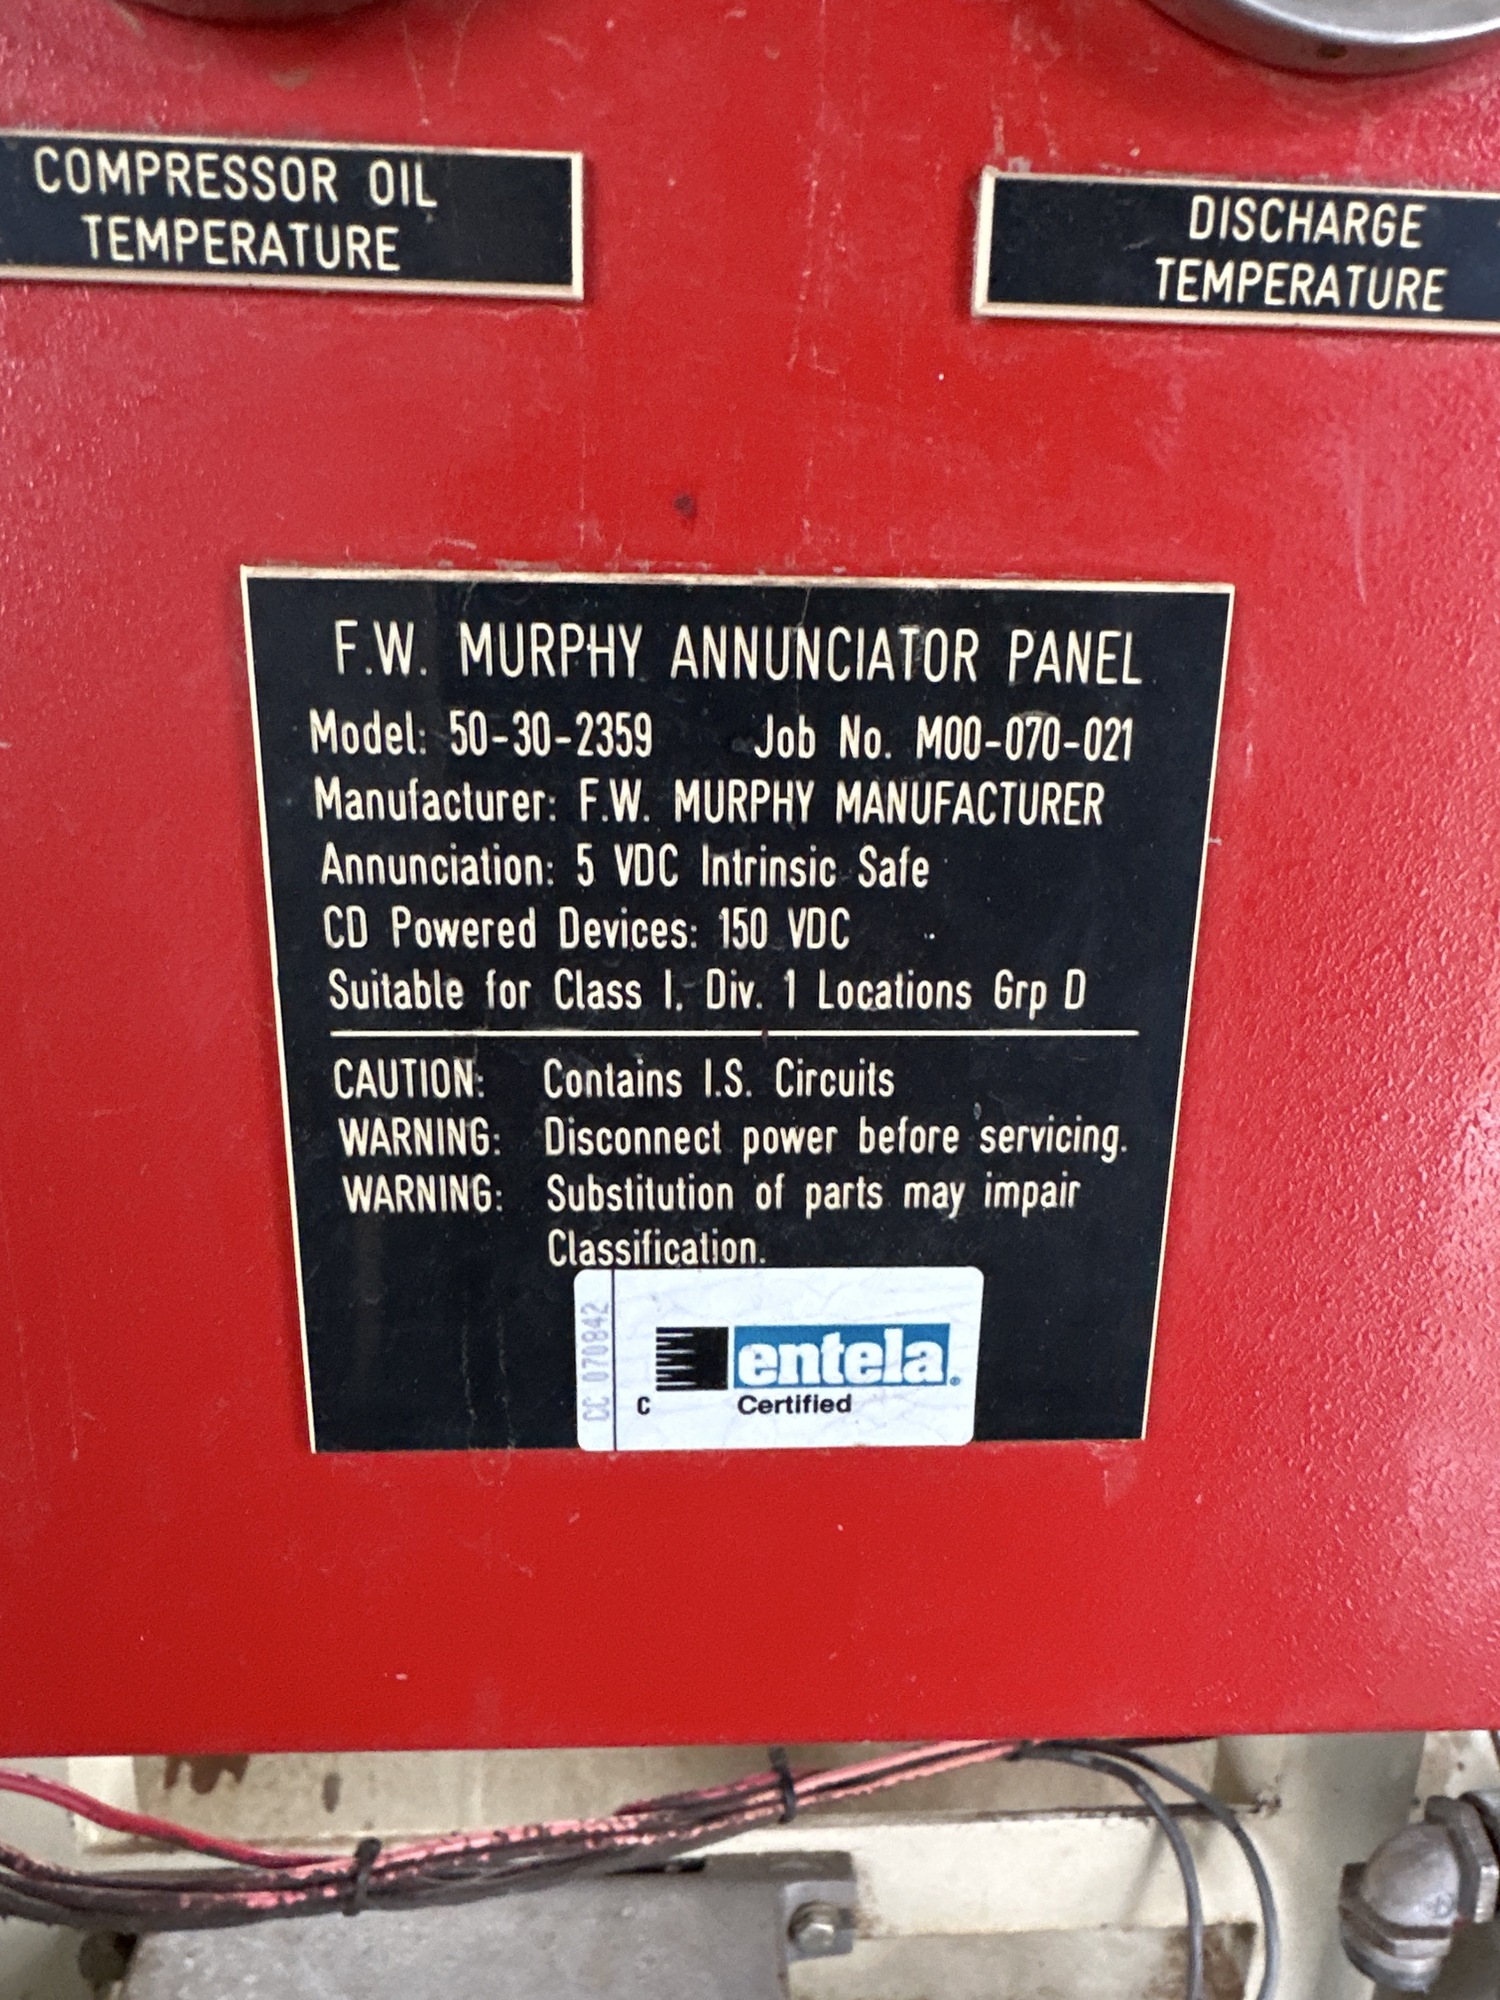 COMPRESSOR OIL
TEMPERATURE
DISCHARGE
TEMPERATURE
F.W. MURPHY ANNUNCIATOR PANEL
Model: 50-30-2359 Job No. M00-070-021
Manufacturer: F.W. MURPHY MANUFACTURER
Annunciation: 5 VDC Intrinsic Safe
CD Powered Devices: 150 VDC
Suitable for Class I, Div. 1 Locations Grp D
CAUTION: Contains I.S. Circuits
WARNING: Disconnect power before servicing.
WARNING: Substitution of parts may impair
Classification.
CC 070842
entela®
C Certified